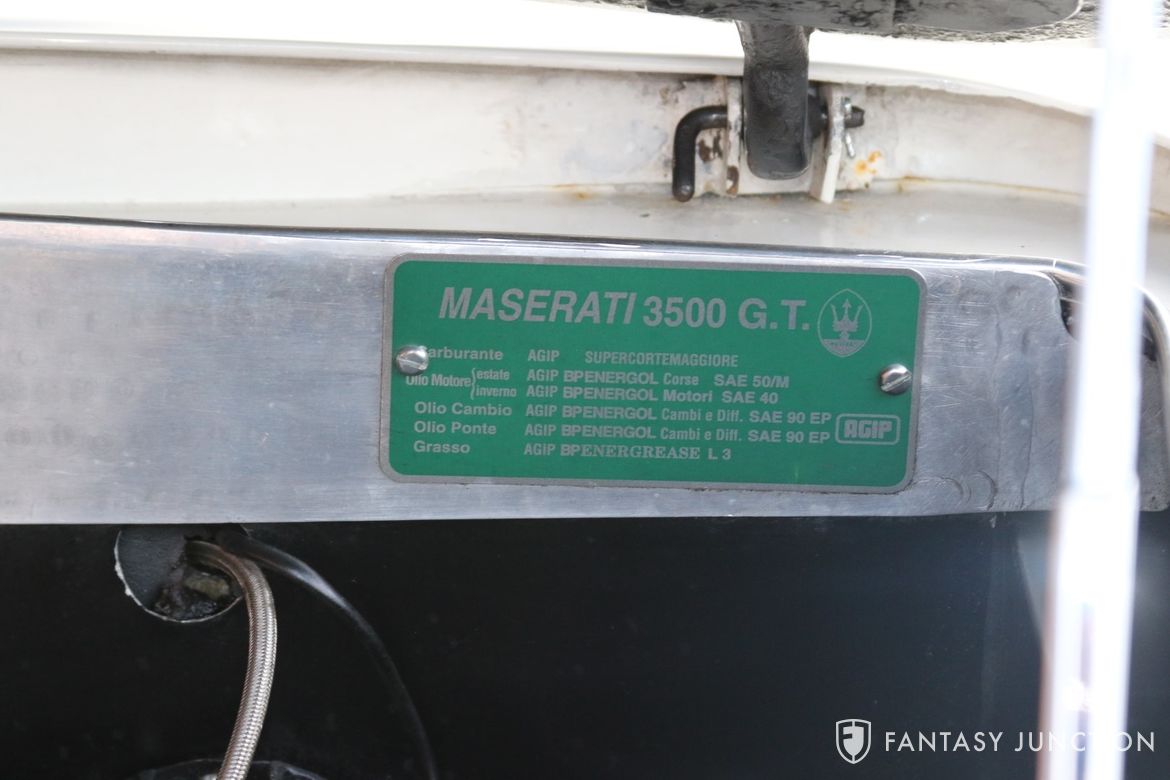 MASERATI 3500 G.T.
arburante AGIP SUPERCORTEMAGGIORE
Olio Motore { estate AGIP BPENERGOL Corse SAE 50/M
inverno AGIP BPENERGOL Motori SAE 40
Olio Cambio AGIP BPENERGOL Cambi e Diff. SAE 90 EP
Olio Ponte AGIP BPENERGOL Cambi e Diff. SAE 90 EP
AGIP
Grasso AGIP BPENERGREASE L 3
FANTASY JUNCTION